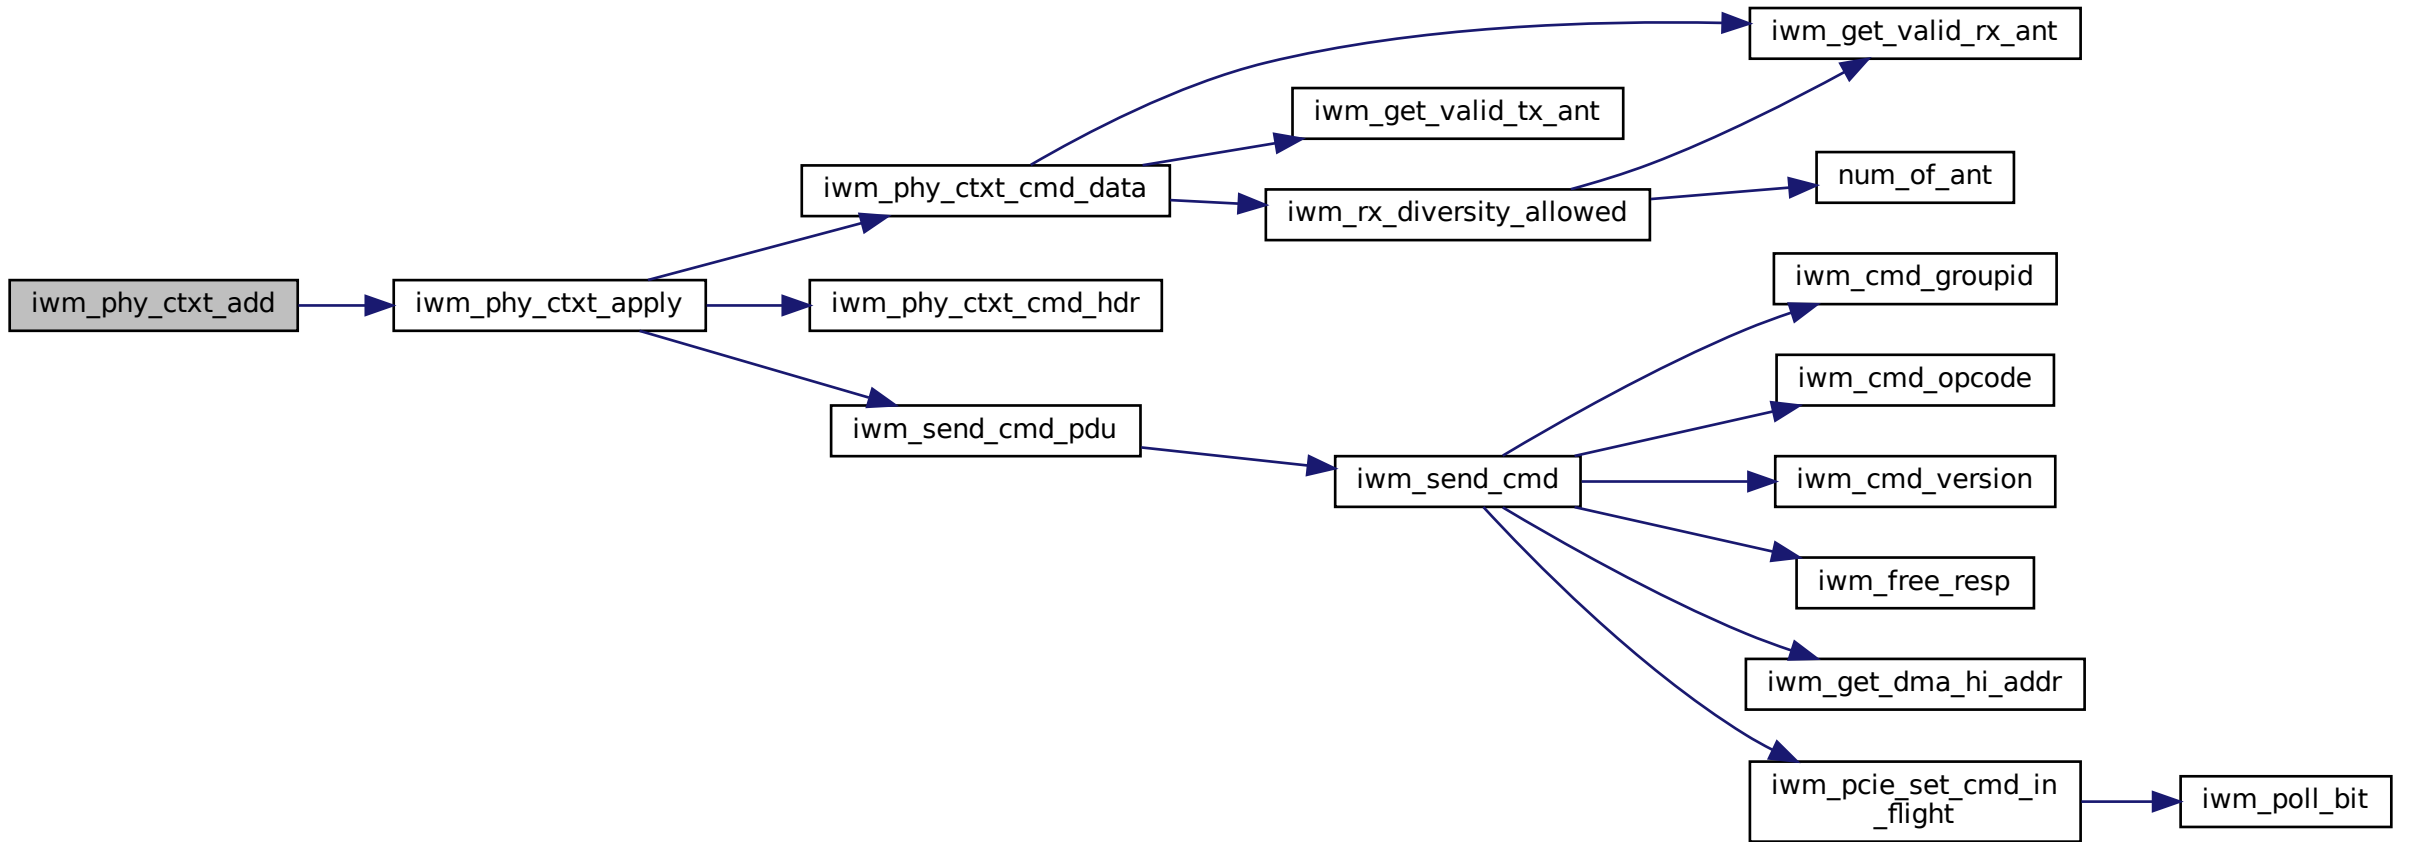 iwm_phy_ctxt_add
iwm_phy_ctxt_apply
iwm_phy_ctxt_cmd_data
iwm_get_valid_rx_ant
iwm_get_valid_tx_ant
iwm_rx_diversity_allowed
num_of_ant
iwm_phy_ctxt_cmd_hdr
iwm_send_cmd_pdu
iwm_send_cmd
iwm_cmd_groupid
iwm_cmd_opcode
iwm_cmd_version
iwm_free_resp
iwm_get_dma_hi_addr
iwm_pcie_set_cmd_in
_flight
iwm_poll_bit